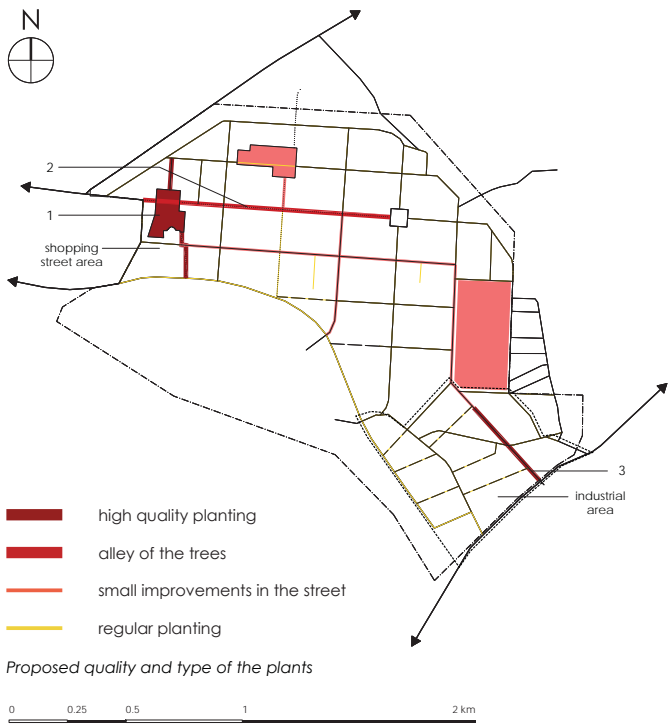 N
2
1
shopping
street area
3
industrial
area
high quality planting
alley of the trees
small improvements in the street
regular planting
Proposed quality and type of the plants
0 0.25 0.5 1 2 km